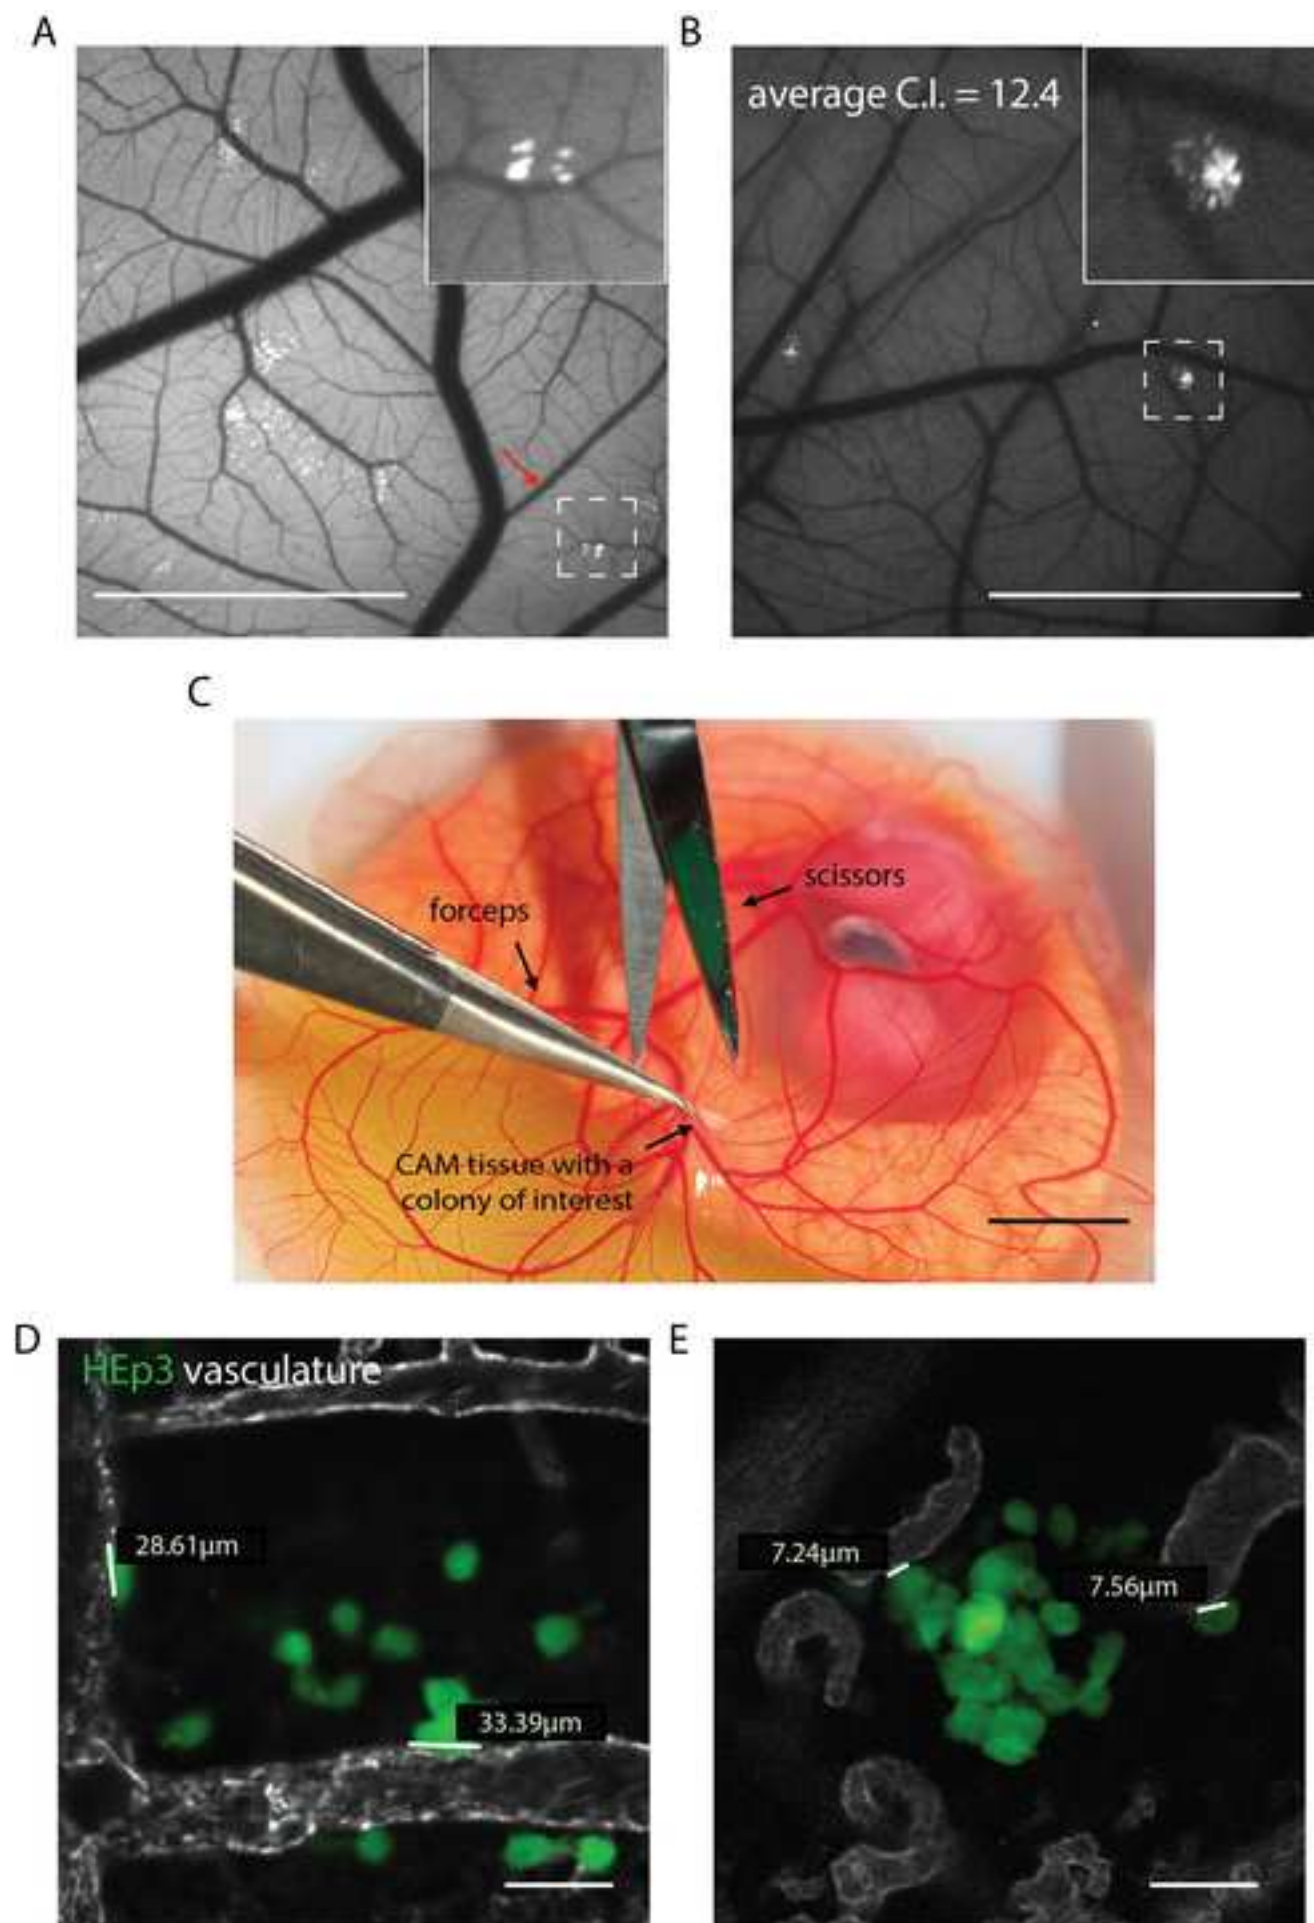 A
B
average C.I. = 12.4
C
forceps
scissors
CAM tissue with a
colony of interest
D
E
HEp3 vasculature
28.61µm
33.39µm
7.24µm
7.56µm